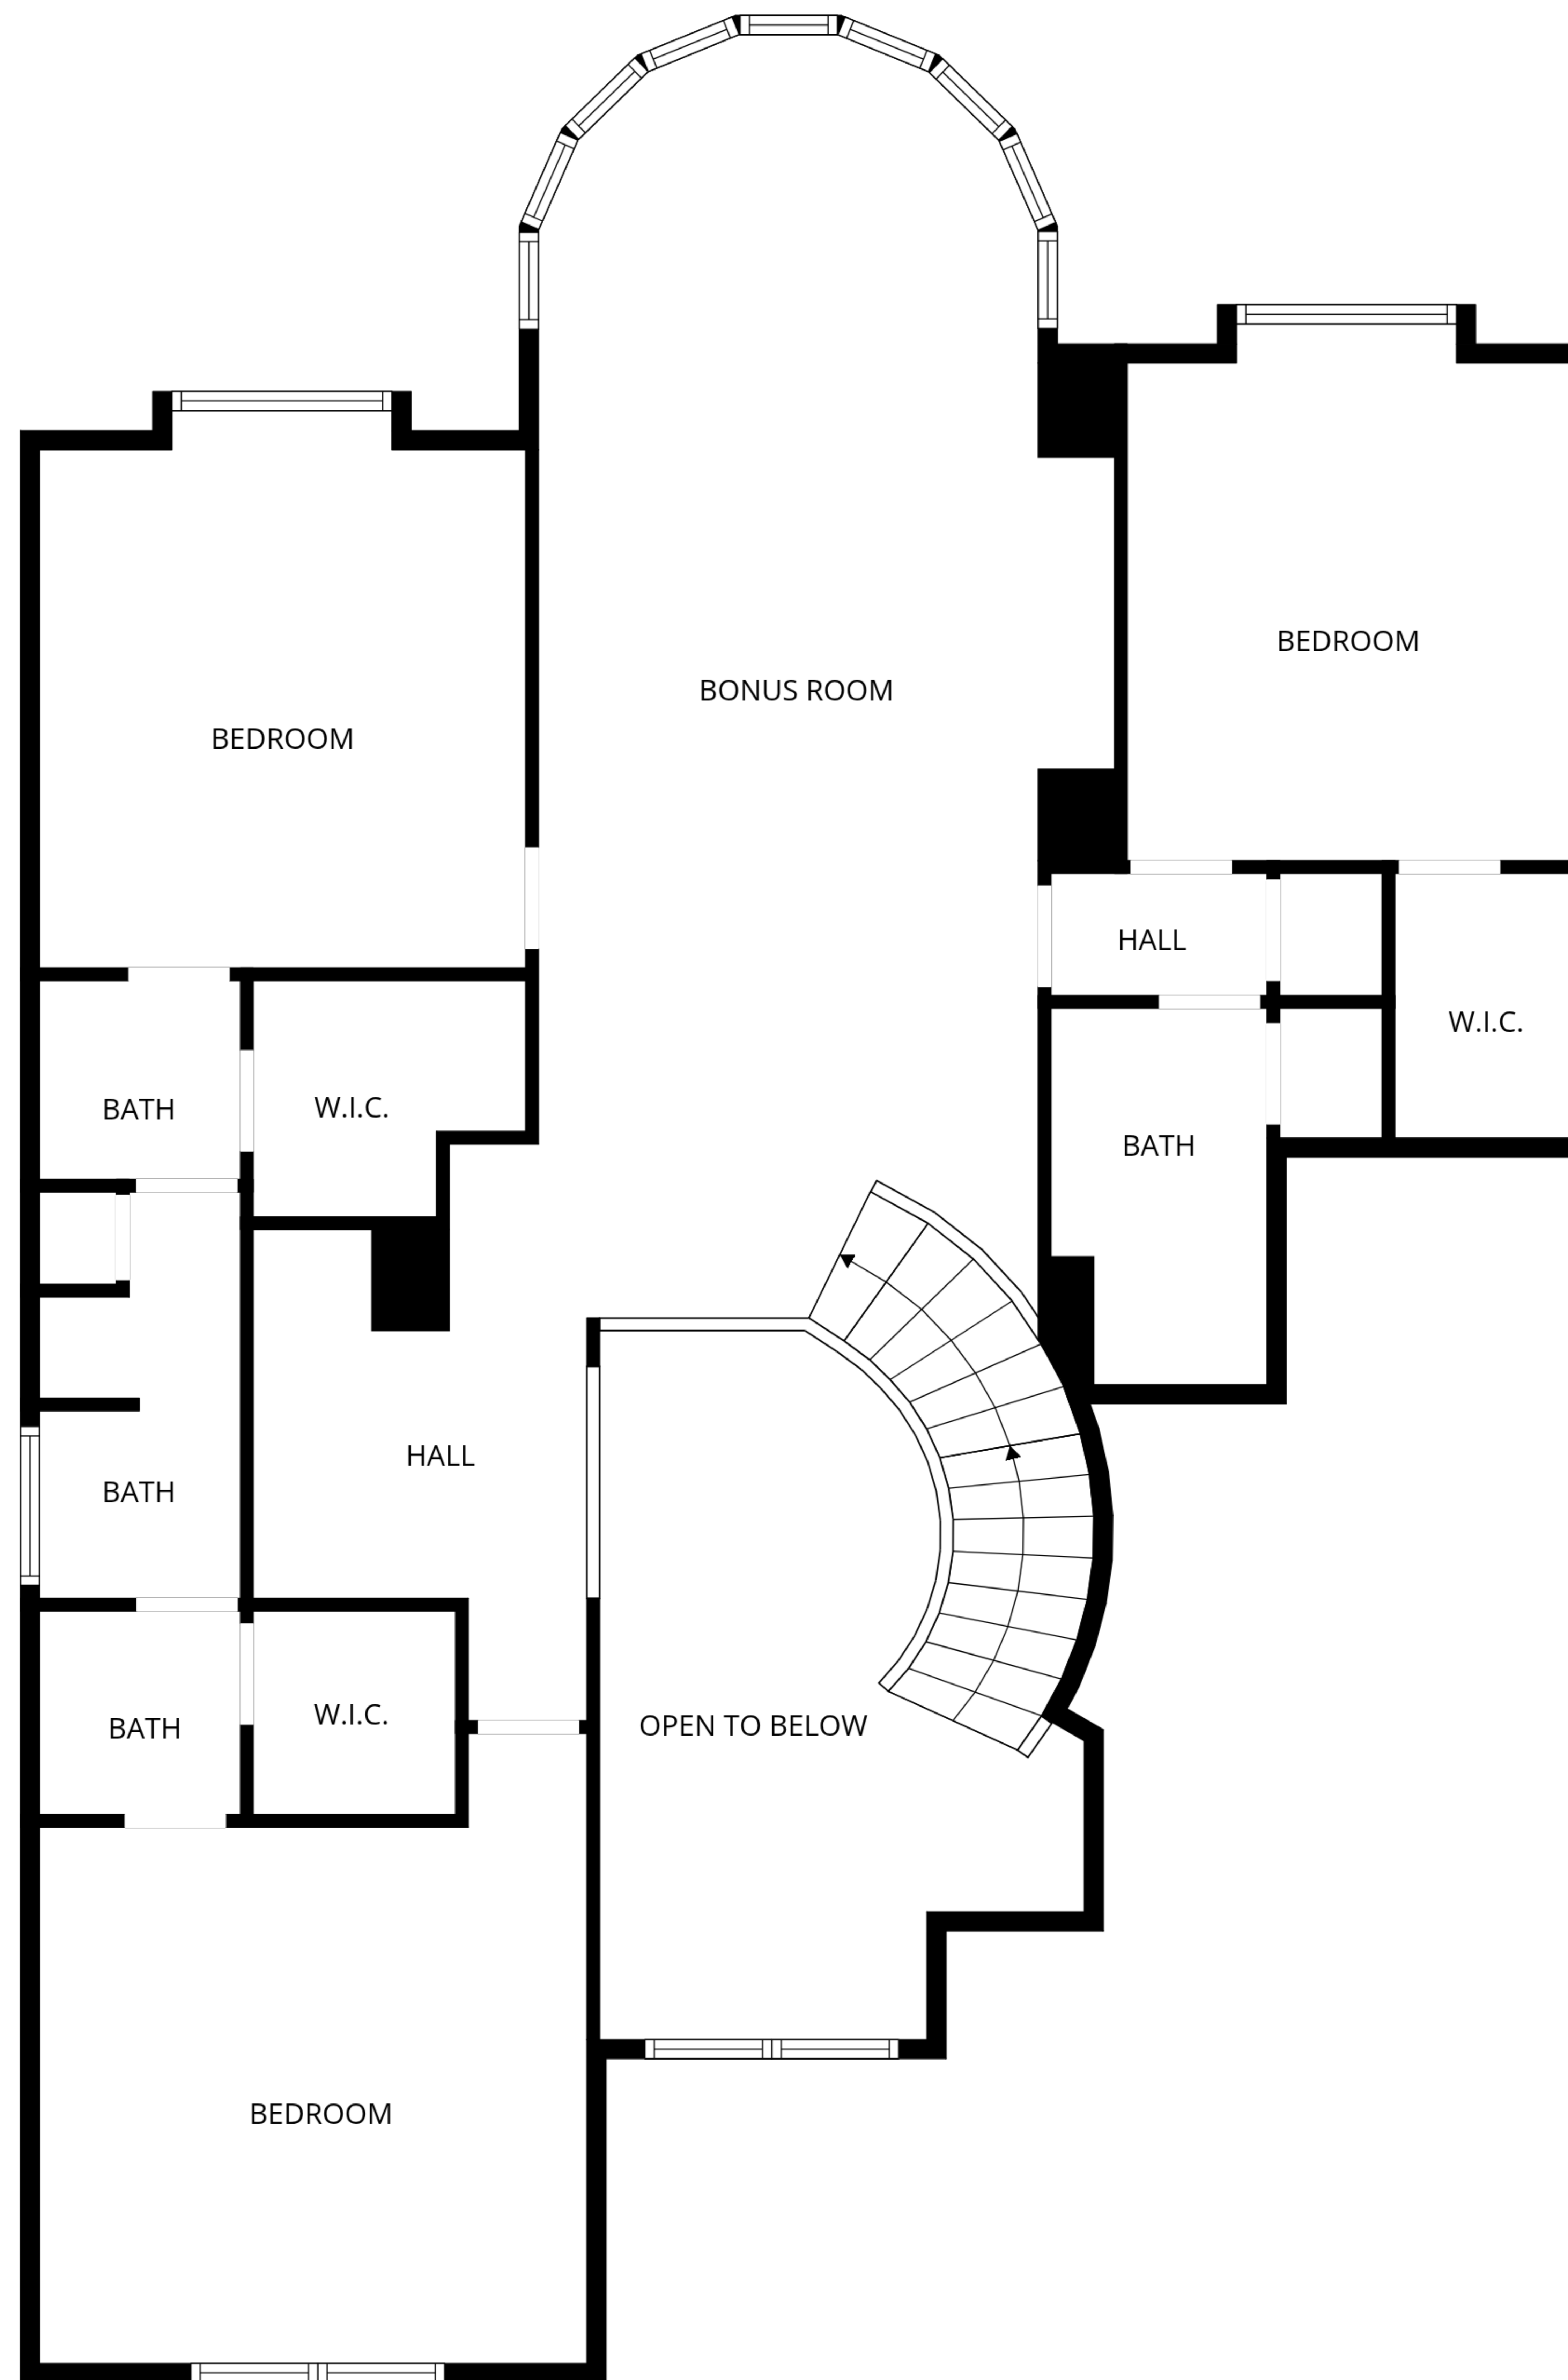 BEDROOM
BONUS ROOM
BEDROOM
HALL
W.I.C.
BATH
W.I.C.
BATH
HALL
BATH
BATH
W.I.C.
OPEN TO BELOW
BEDROOM